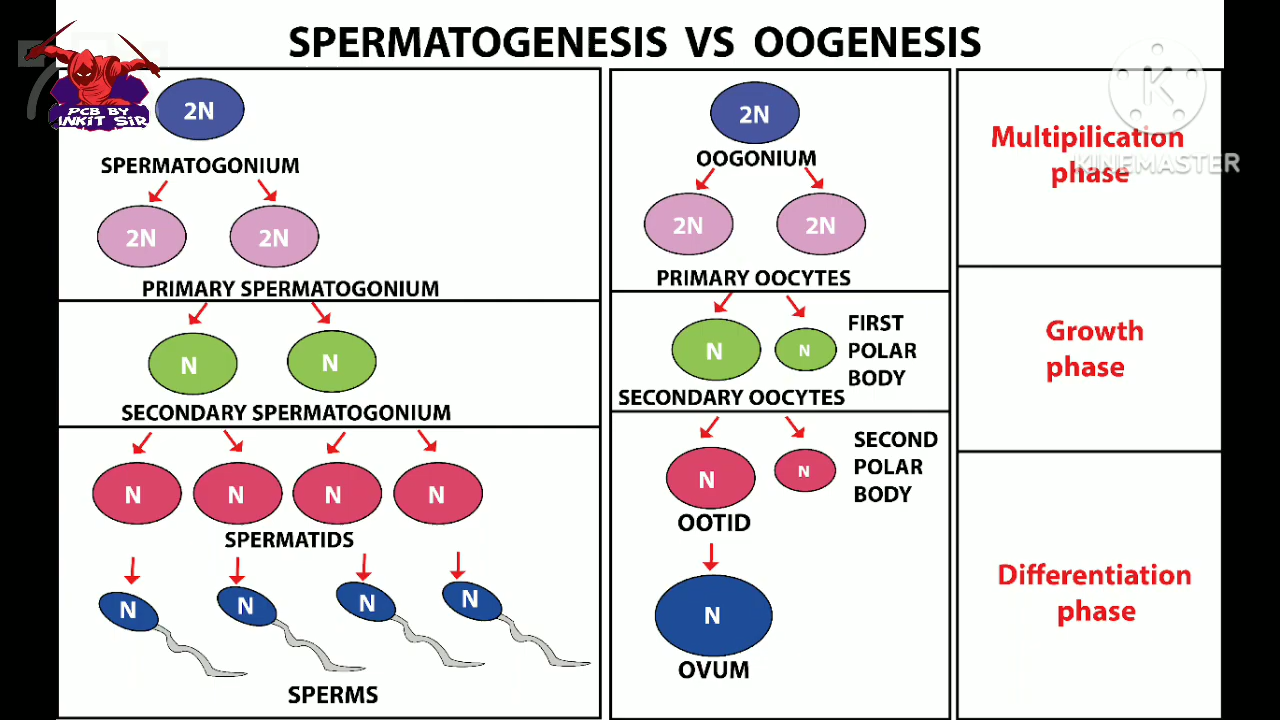 SPERMATOGENESIS VS OOGENESIS
PCB BY
INKIT SIR
2N
SPERMATOGONIUM
2N 2N
PRIMARY SPERMATOGONIUM
N N
SECONDARY SPERMATOGONIUM
N N N N
SPERMATIDS
N N N N
SPERMS
2N
OOGONIUM
2N 2N
PRIMARY OOCYTES
N N
FIRST
POLAR
BODY
SECONDARY OOCYTES
N N
SECOND
POLAR
BODY
OOTID
N
OVUM
K
KINEMASTER
Multipilication
phase
Growth
phase
Differentiation
phase